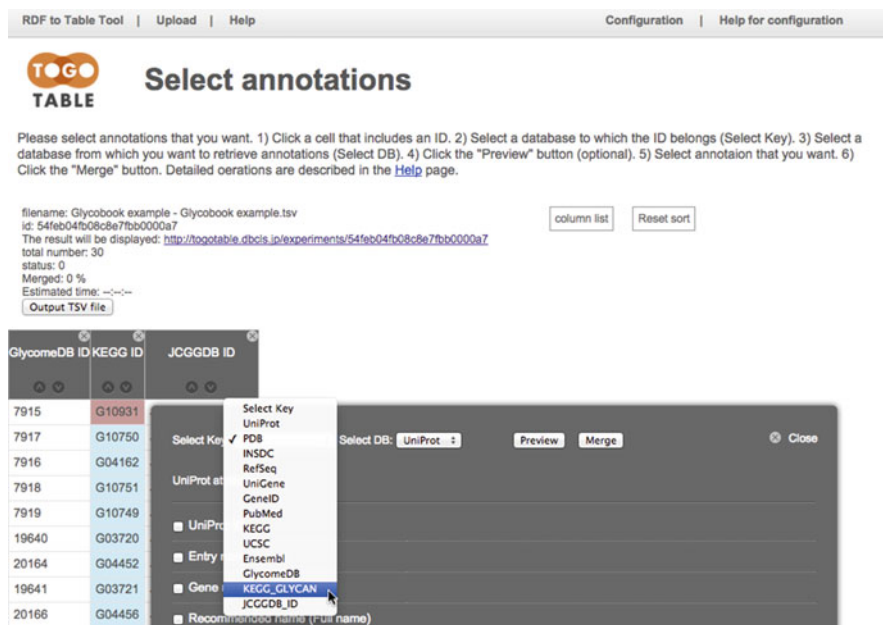 RDF to Table Tool | Upload | Help Configuration | Help for configuration
TOGO
TABLE
Select annotations
Please select annotations that you want. 1) Click a cell that includes an ID. 2) Select a database to which the ID belongs (Select Key). 3) Select a
database from which you want to retrieve annotations (Select DB). 4) Click the "Preview" button (optional). 5) Select annotaion that you want. 6)
Click the "Merge" button. Detailed oerations are described in the Help page.
filename: Glycobook example - Glycobook example.tsv
id: 54feb04fb08c8e7fbb0000a7
The result will be displayed: http://togotable.dbcls.jp/experiments/54feb04fb08c8e7fbb0000a7
total number: 30
status: 0
Merged: 0 %
Estimated time: --:--:--
Output TSV file
column list Reset sort
GlycomeDB ID KEGG ID JCGGDB ID
7915 G10931
7917 G10750
7916 G04162
7918 G10751
7919 G10749
19640 G03720
20164 G04452
19641 G03721
20166 G04456
Select Key
Select DB: UniProt Preview Merge Close
UniProt at
UniPro
Entry
Gene
Recommended name (Full name)
Select Key
UniProt
✓ PDB
INSDC
RefSeq
UniGene
GeneID
PubMed
KEGG
UCSC
Ensembl
GlycomeDB
KEGG_GLYCAN
JCGGDB_ID